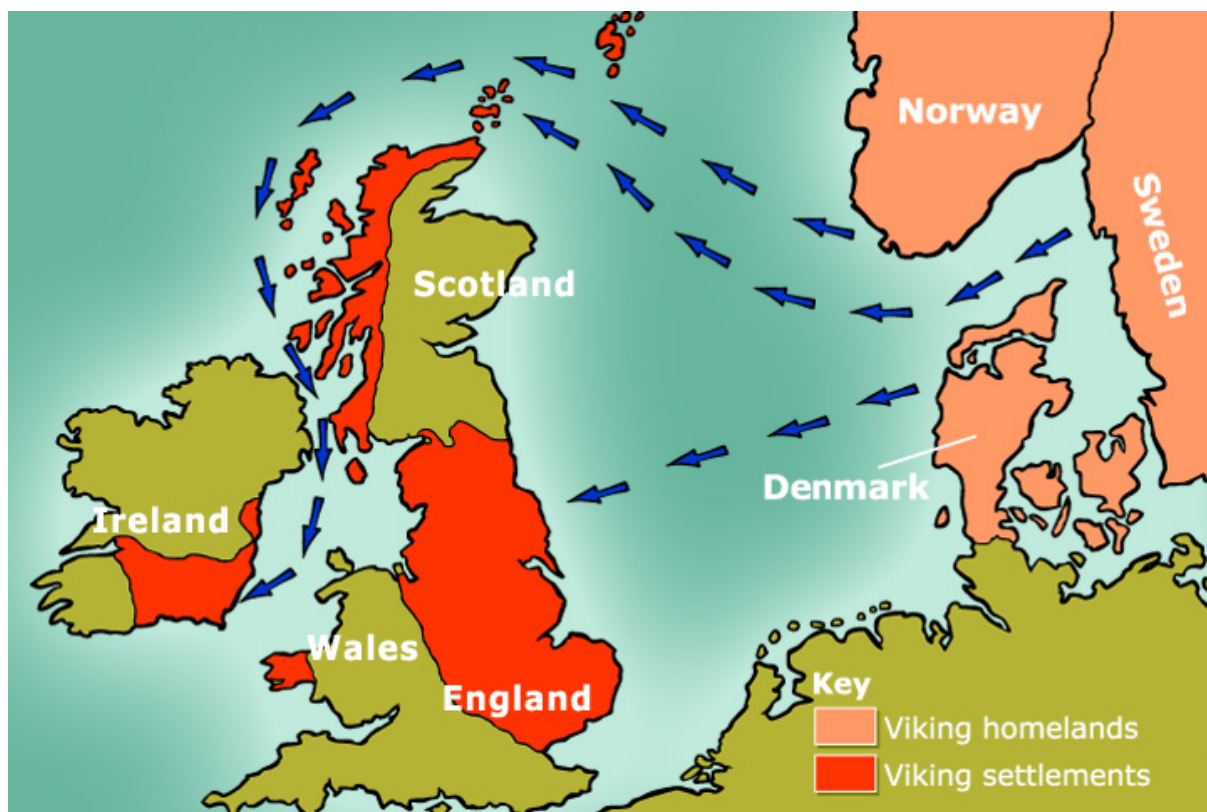 Norway
Sweden
Scotland
Denmark
Ireland
Wales
England
Key
Viking homelands
Viking settlements